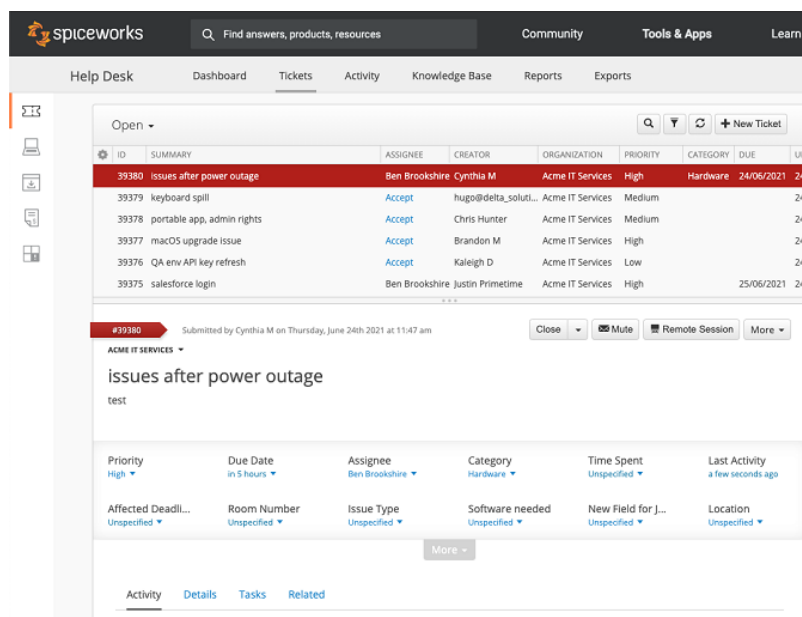 spiceworks
Find answers, products, resources
Community
Tools & Apps
Learn
Help Desk
Dashboard
Tickets
Activity
Knowledge Base
Reports
Exports
Open
New Ticket
ID SUMMARY ASSIGNEE CREATOR ORGANIZATION PRIORITY CATEGORY DUE
39380 issues after power outage Ben Brookshire Cynthia M Acme IT Services High Hardware 24/06/2021
39379 keyboard spill Accept hugo@delta_soluti... Acme IT Services Medium
39378 portable app, admin rights Accept Chris Hunter Acme IT Services Medium
39377 macOS upgrade issue Accept Brandon M Acme IT Services High
39376 QA env API key refresh Accept Kaleigh D Acme IT Services Low
39375 salesforce login Ben Brookshire Justin Primetime Acme IT Services High 25/06/2021
#39380 Submitted by Cynthia M on Thursday, June 24th 2021 at 11:47 am
Close
Mute
Remote Session
More
ACME IT SERVICES
issues after power outage
test
Priority Due Date Assignee Category Time Spent Last Activity
High in 5 hours Ben Brookshire Hardware Unspecified a few seconds ago
Affected Deadli... Room Number Issue Type Software needed New Field for J... Location
Unspecified Unspecified Unspecified Unspecified Unspecified Unspecified
More
Activity Details Tasks Related